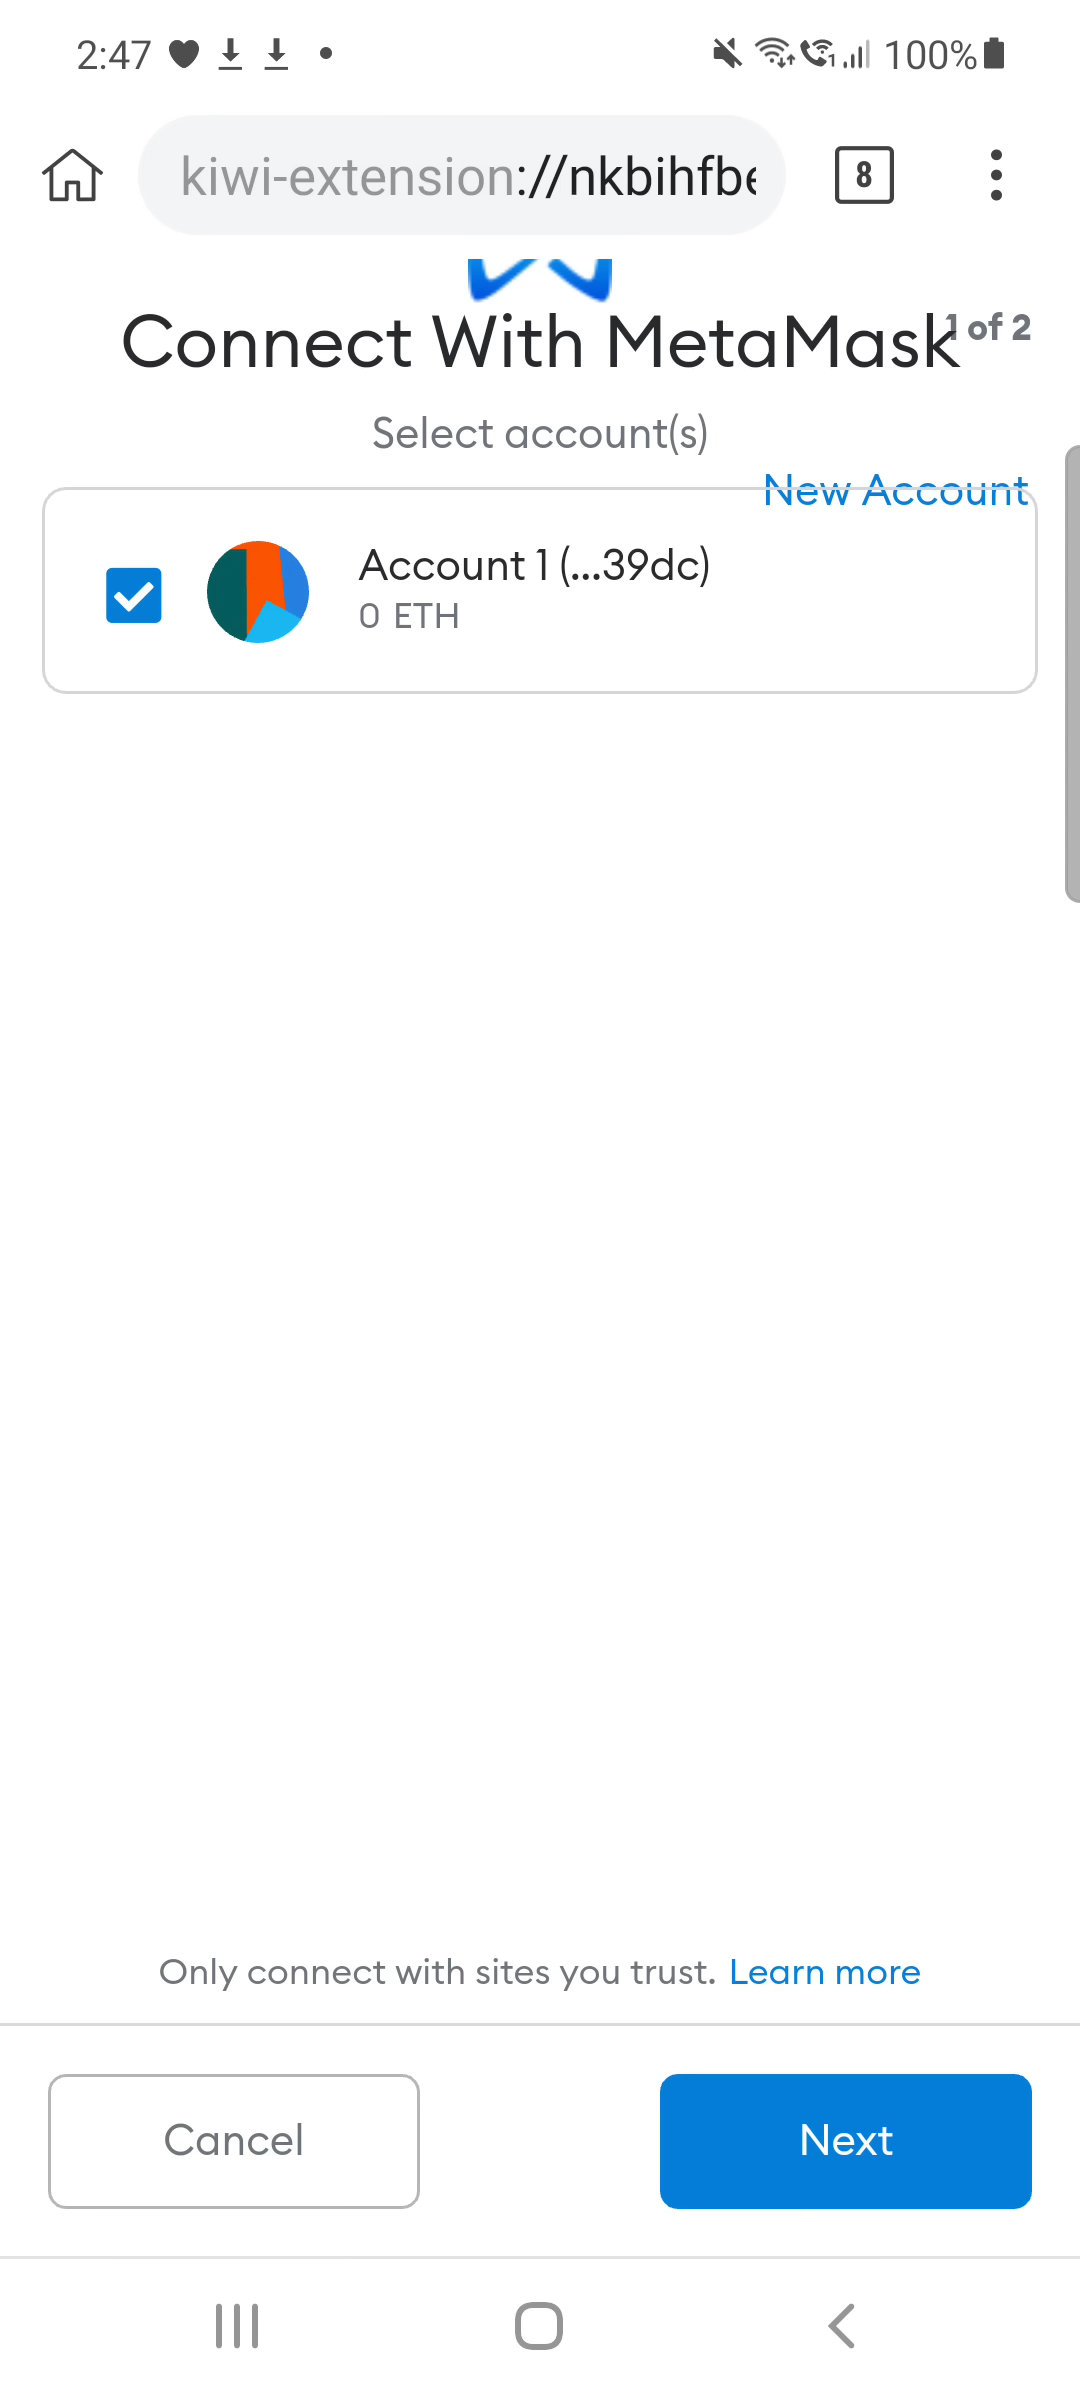 2:47 100%
kiwi-extension://nkbihfbe
8
Connect With MetaMask
1 of 2
Select account(s)
New Account
Account 1 (...39dc)
0 ETH
Only connect with sites you trust. Learn more
Cancel
Next